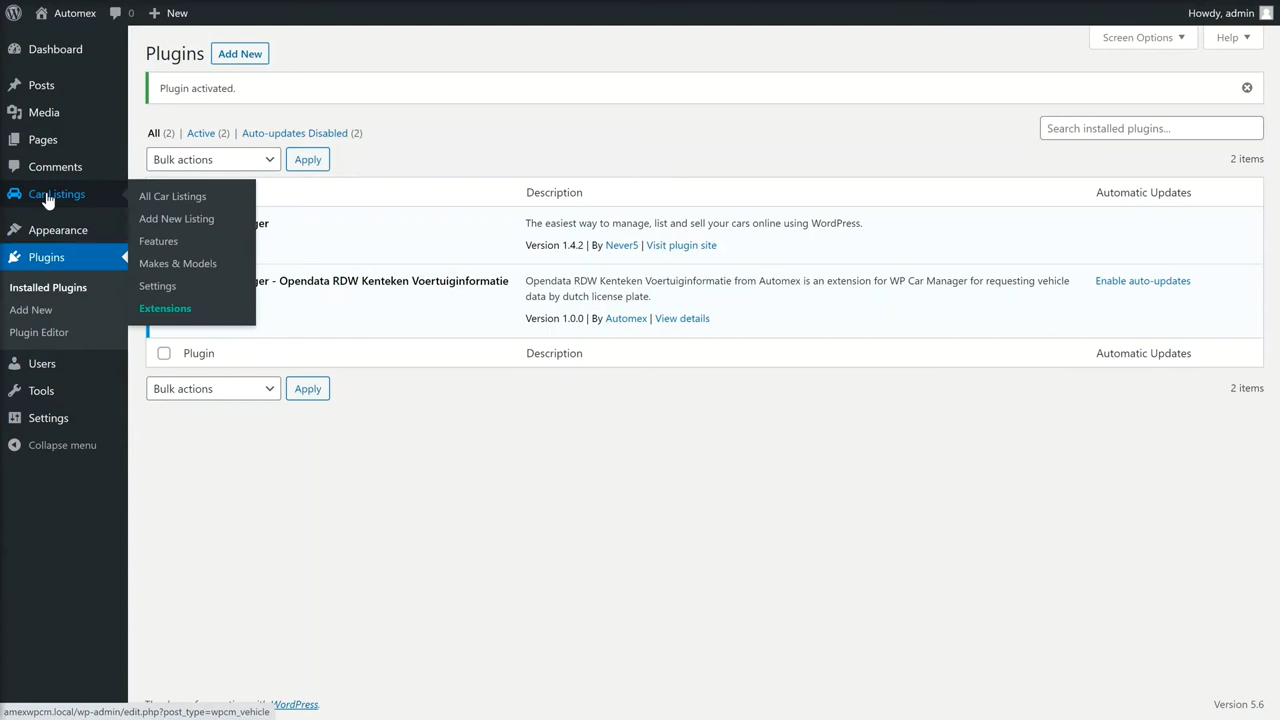 Automex 0 New Howdy, admin
Dashboard
Posts
Media
Pages
Comments
Car Listings
Appearance
Plugins
Installed Plugins
Add New
Plugin Editor
Users
Tools
Settings
Collapse menu
All Car Listings
Add New Listing
Features
Makes & Models
Settings
Extensions
Screen Options Help
Plugins Add New
Plugin activated.
All (2) | Active (2) | Auto-updates Disabled (2)
Search installed plugins...
Bulk actions Apply 2 items
Description Automatic Updates
ger The easiest way to manage, list and sell your cars online using WordPress.
Version 1.4.2 | By Never5 | Visit plugin site
ger - Opendata RDW Kenteken Voertuiginformatie Opendata RDW Kenteken Voertuiginformatie from Automex is an extension for WP Car Manager for requesting vehicle Enable auto-updates
data by dutch license plate.
Version 1.0.0 | By Automex | View details
Plugin Description Automatic Updates
Bulk actions Apply 2 items
WordPress. Version 5.6
amexwpcm.local/wp-admin/edit.php?post_type=wpcm_vehicle